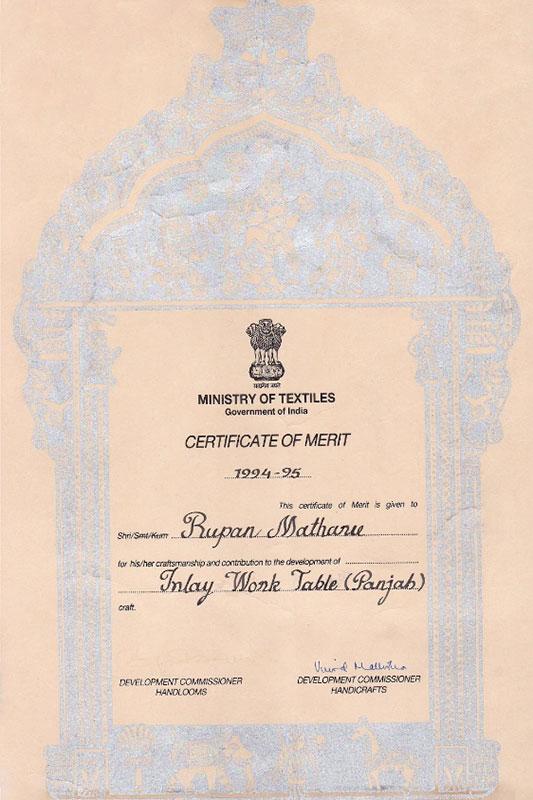 सत्यमेव जयते
MINISTRY OF TEXTILES
Government of India
CERTIFICATE OF MERIT
1994-95
This certificate of Merit is given to
Shri/Smt/Kum Rupan Matharu
for his/her craftsmanship and contribution to the development of
Inlay Work Table (Panjab)
craft.
Vinod Malhotra
DEVELOPMENT COMMISSIONER
HANDLOOMS
DEVELOPMENT COMMISSIONER
HANDICRAFTS